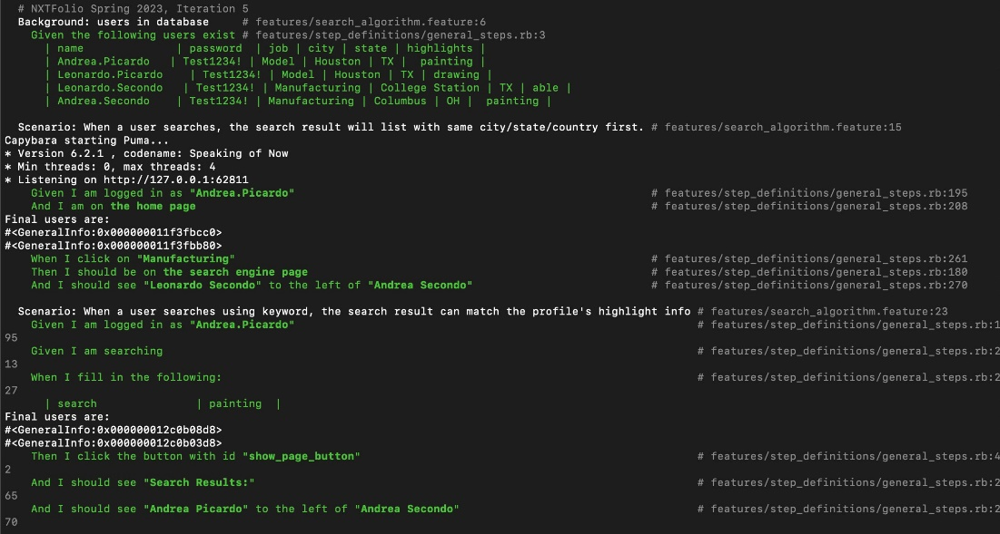 # NXTFolio Spring 2023, Iteration 5
Background: users in database # features/search_algorithm.feature:6
Given the following users exist # features/step_definitions/general_steps.rb:3
| name | password | job | city | state | highlights |
| Andrea.Picardo | Test1234! | Model | Houston | TX | painting |
| Leonardo.Picardo | Test1234! | Model | Houston | TX | drawing |
| Leonardo.Secondo | Test1234! | Manufacturing | College Station | TX | able |
| Andrea.Secondo | Test1234! | Manufacturing | Columbus | OH | painting |
Scenario: When a user searches, the search result will list with same city/state/country first. # features/search_algorithm.feature:15
Capybara starting Puma...
* Version 6.2.1 , codename: Speaking of Now
* Min threads: 0, max threads: 4
* Listening on http://127.0.0.1:62811
Given I am logged in as "Andrea.Picardo" # features/step_definitions/general_steps.rb:195
And I am on the home page # features/step_definitions/general_steps.rb:208
Final users are:
#<GeneralInfo:0x000000011f3fbcc0>
#<GeneralInfo:0x000000011f3fbb80>
When I click on "Manufacturing" # features/step_definitions/general_steps.rb:261
Then I should be on the search engine page # features/step_definitions/general_steps.rb:180
And I should see "Leonardo Secondo" to the left of "Andrea Secondo" # features/step_definitions/general_steps.rb:270
Scenario: When a user searches using keyword, the search result can match the profile's highlight info # features/search_algorithm.feature:23
Given I am logged in as "Andrea.Picardo" # features/step_definitions/general_steps.rb:1
95
Given I am searching # features/step_definitions/general_steps.rb:2
13
When I fill in the following: # features/step_definitions/general_steps.rb:2
27
| search | painting |
Final users are:
#<GeneralInfo:0x000000012c0b08d8>
#<GeneralInfo:0x000000012c0b03d8>
Then I click the button with id "show_page_button" # features/step_definitions/general_steps.rb:4
2
And I should see "Search Results:" # features/step_definitions/general_steps.rb:2
65
And I should see "Andrea Picardo" to the left of "Andrea Secondo" # features/step_definitions/general_steps.rb:2
70